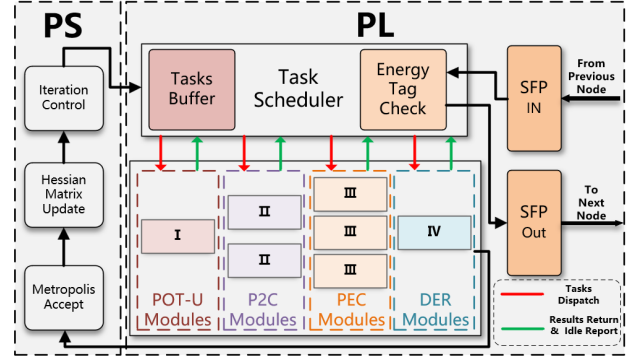 PS
PL
Iteration
Control
Hessian
Matrix
Update
Metropolis
Accept
Tasks
Buffer
Task
Scheduler
Energy
Tag
Check
SFP
IN
From
Previous
Node
SFP
Out
To
Next
Node
I
II
II
III
III
III
IV
POT-U
Modules
P2C
Modules
PEC
Modules
DER
Modules
Tasks
Dispatch
Results Return
& Idle Report